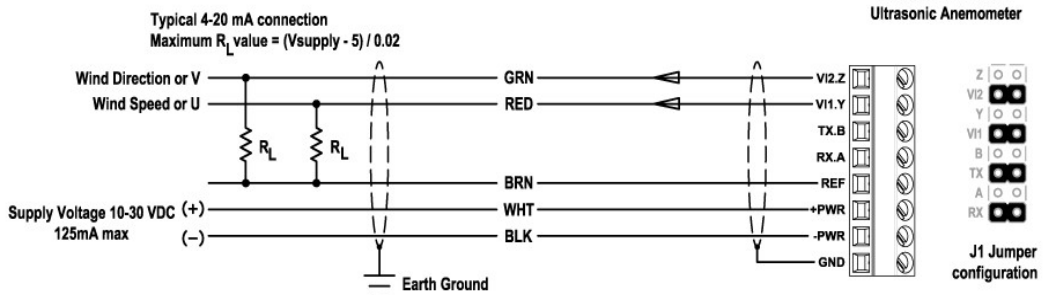 Typical 4-20 mA connection
Maximum RL value = (Vsupply - 5) / 0.02
Ultrasonic Anemometer
Wind Direction or V
GRN
VI2.Z
Wind Speed or U
RED
VI1.Y
TX.B
RX.A
RL
RL
BRN
REF
Supply Voltage 10-30 VDC (+)
WHT
+PWR
125mA max
(−)
BLK
-PWR
GND
Earth Ground
Z
VI2
Y
VI1
B
TX
A
RX
J1 Jumper
configuration